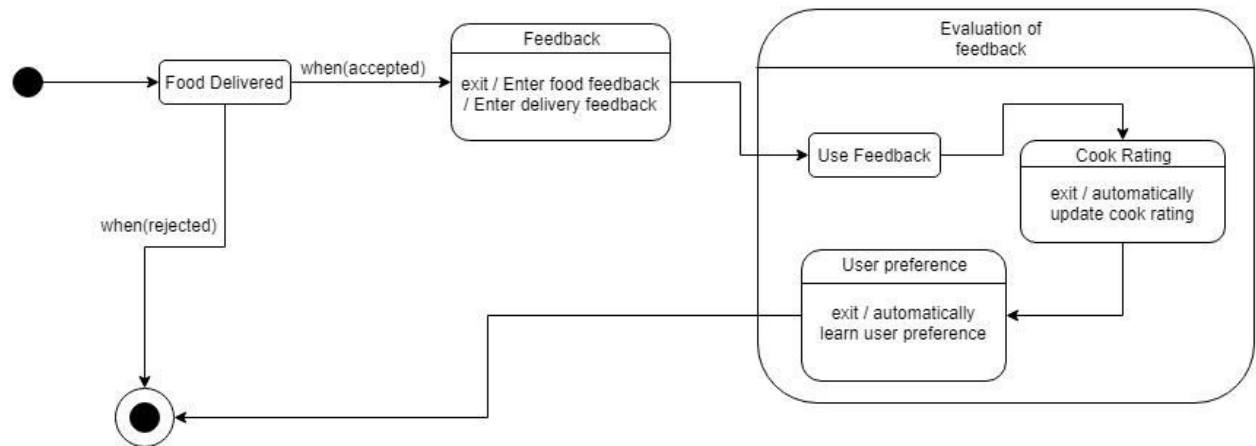 Food Delivered
when(accepted)
Feedback
exit / Enter food feedback
/ Enter delivery feedback
Evaluation of
feedback
Use Feedback
Cook Rating
exit / automatically
update cook rating
when(rejected)
User preference
exit / automatically
learn user preference